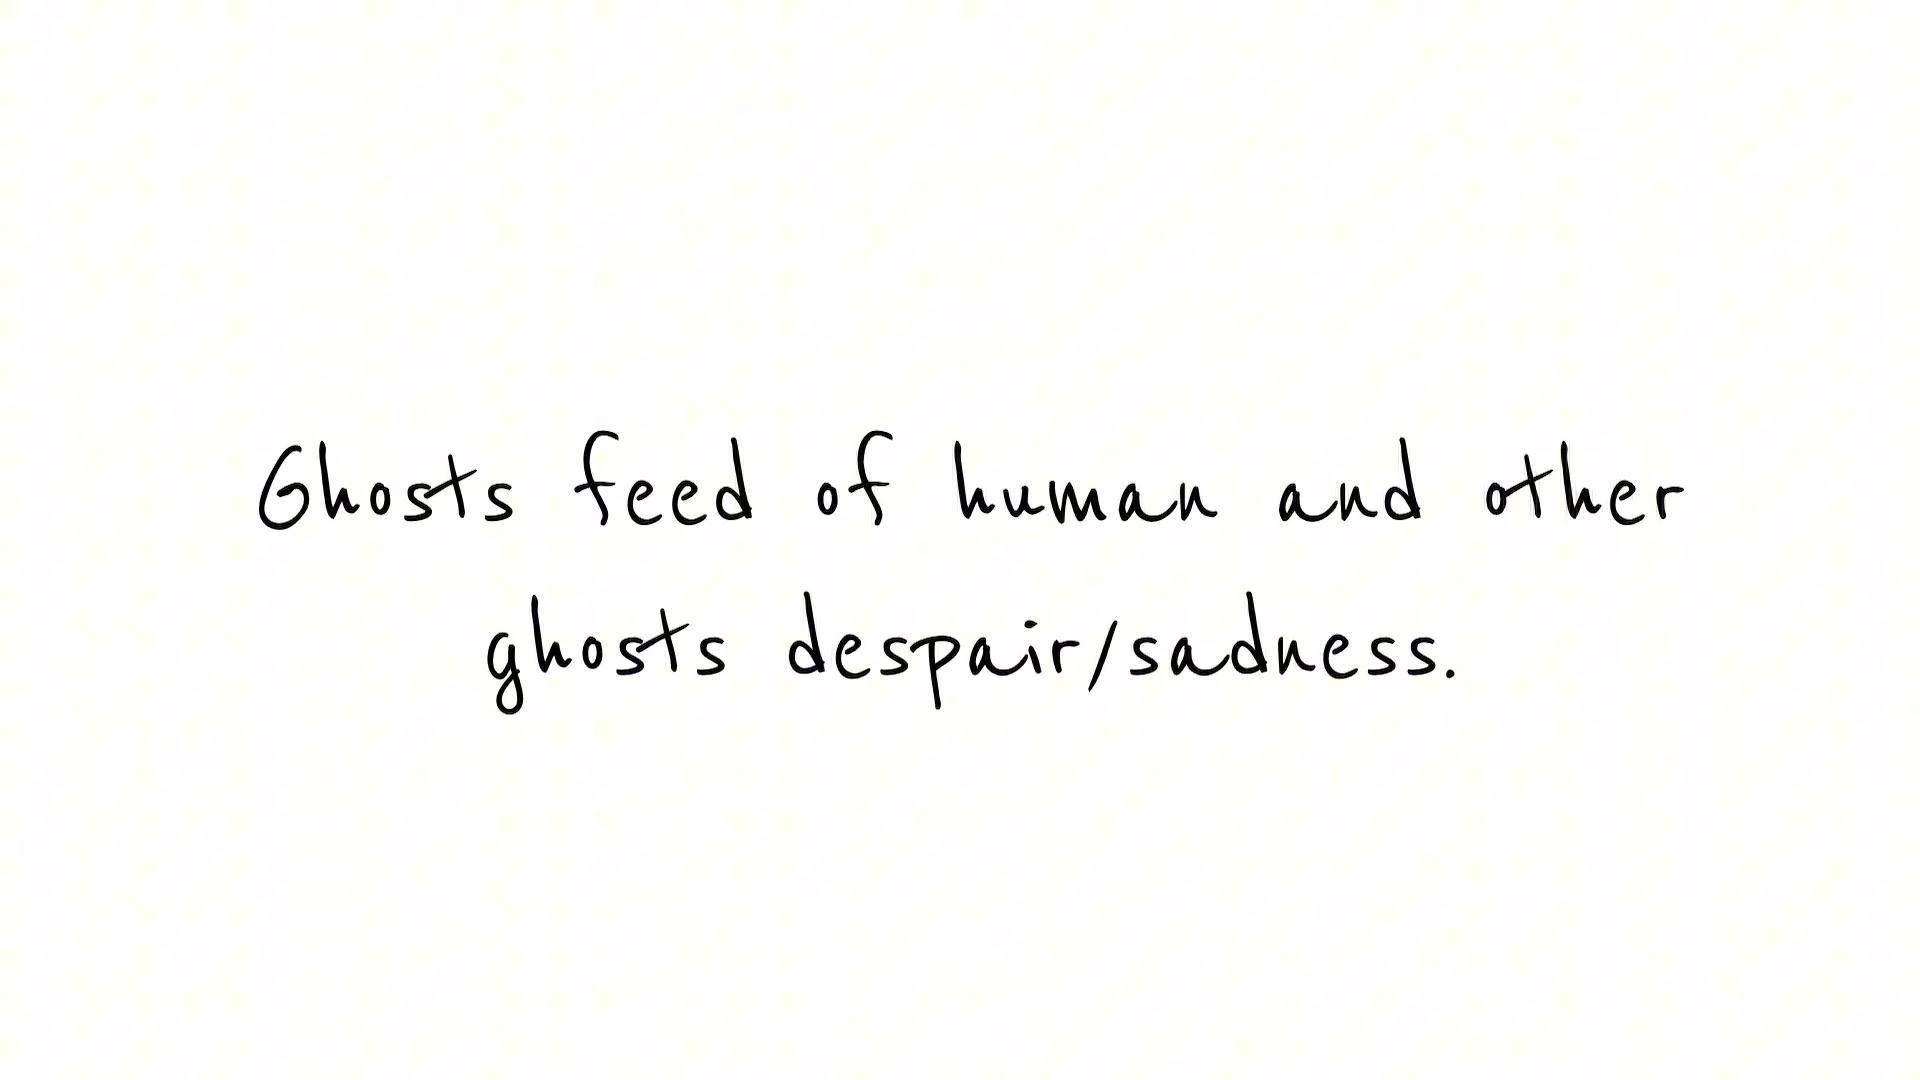 Ghosts feed of human and other
ghosts despair/sadness.